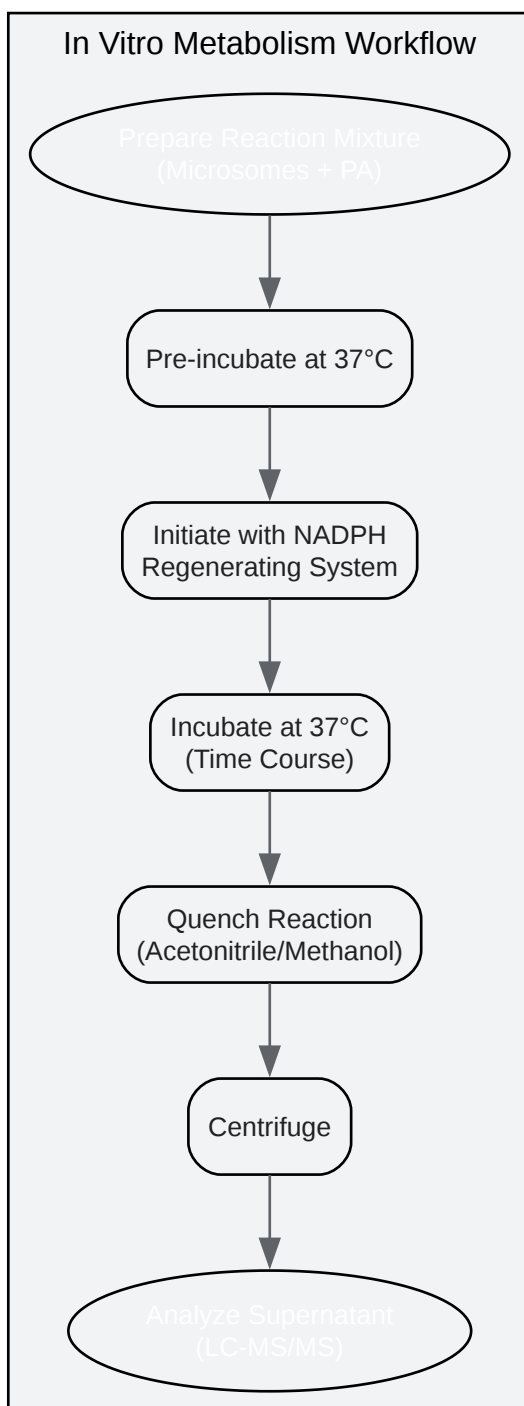 In Vitro Metabolism Workflow
Prepare Reaction Mixture
(Microsomes + PA)
Pre-incubate at 37°C
Initiate with NADPH
Regenerating System
Incubate at 37°C
(Time Course)
Quench Reaction
(Acetonitrile/Methanol)
Centrifuge
Analyze Supernatant
(LC-MS/MS)